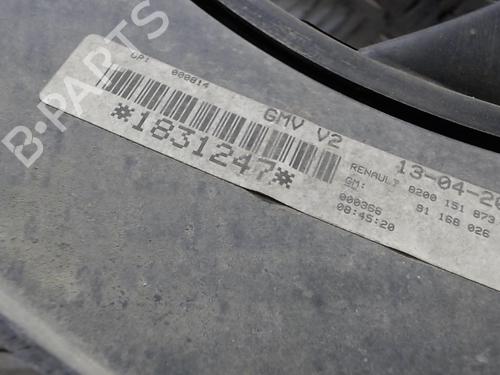 B-PARTS
OP: 000814
GMV V2
*1831247*
13-04-20
RENAULT 8200 151 873
GM: 91 168 026
000366
08:45:20